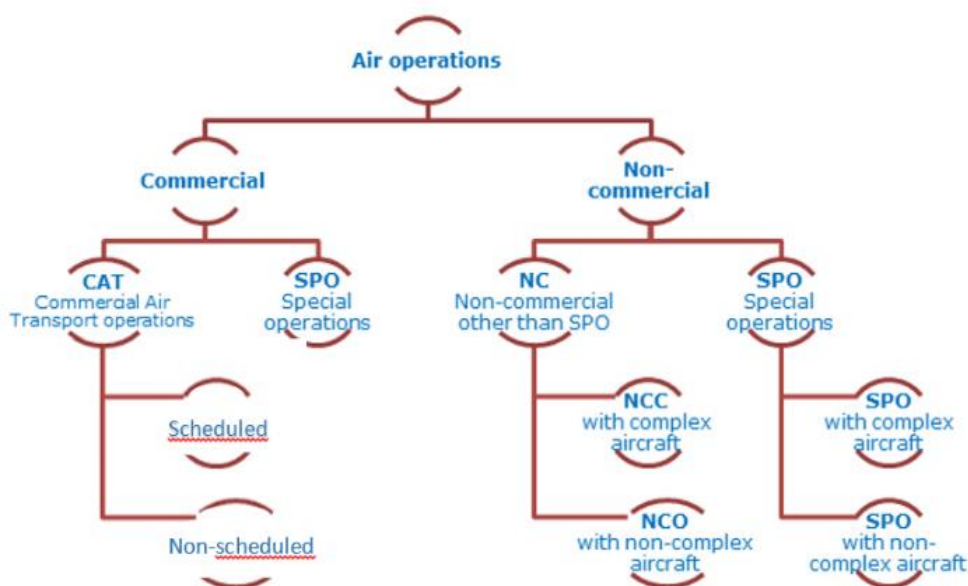 Air operations
Commercial
Non-
commercial
CAT
Commercial Air
Transport operations
SPO
Special
operations
NC
Non-commercial
other than SPO
SPO
Special
operations
Scheduled
Non-scheduled
NCC
with complex
aircraft
NCO
with non-complex
aircraft
SPO
with complex
aircraft
SPO
with non-
complex aircraft